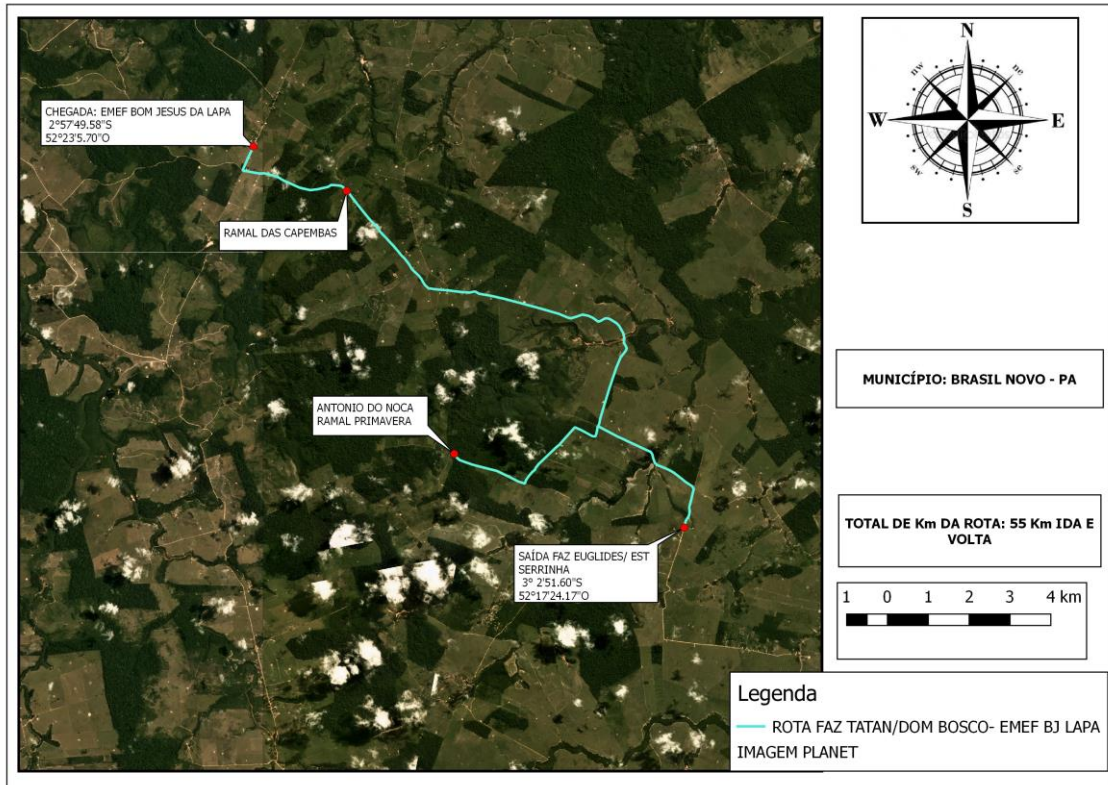 CHEGADA: EMEF BOM JESUS DA LAPA
2°57'49.58"S
52°23'5.70"O
RAMAL DAS CAPEMBAS
ANTONIO DO NOCA
RAMAL PRIMAVERA
SAÍDA FAZ EUGLIDES/ EST
SERRINHA
3° 2'51.60"S
52°17'24.17"O
N
nw
ne
W
E
sw
se
S
MUNICÍPIO: BRASIL NOVO - PA
TOTAL DE Km DA ROTA: 55 Km IDA E
VOLTA
1 0 1 2 3 4 km
Legenda
ROTA FAZ TATAN/DOM BOSCO- EMEF BJ LAPA
IMAGEM PLANET